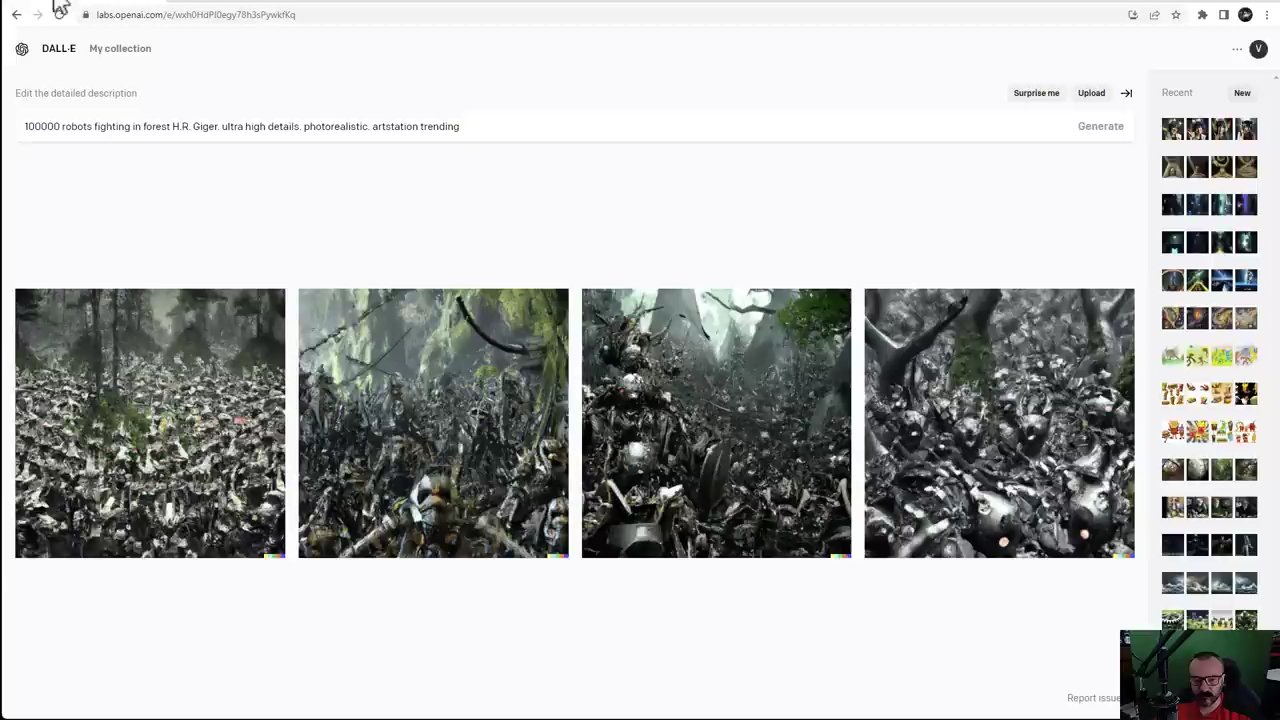 labs.openai.com/e/wxh0HdPl0egy78h3sPywkfKq
DALL·E My collection
V
Edit the detailed description
Surprise me
Upload
Recent
New
100000 robots fighting in forest H.R. Giger. ultra high details. photorealistic. artstation trending
Generate
Report issue